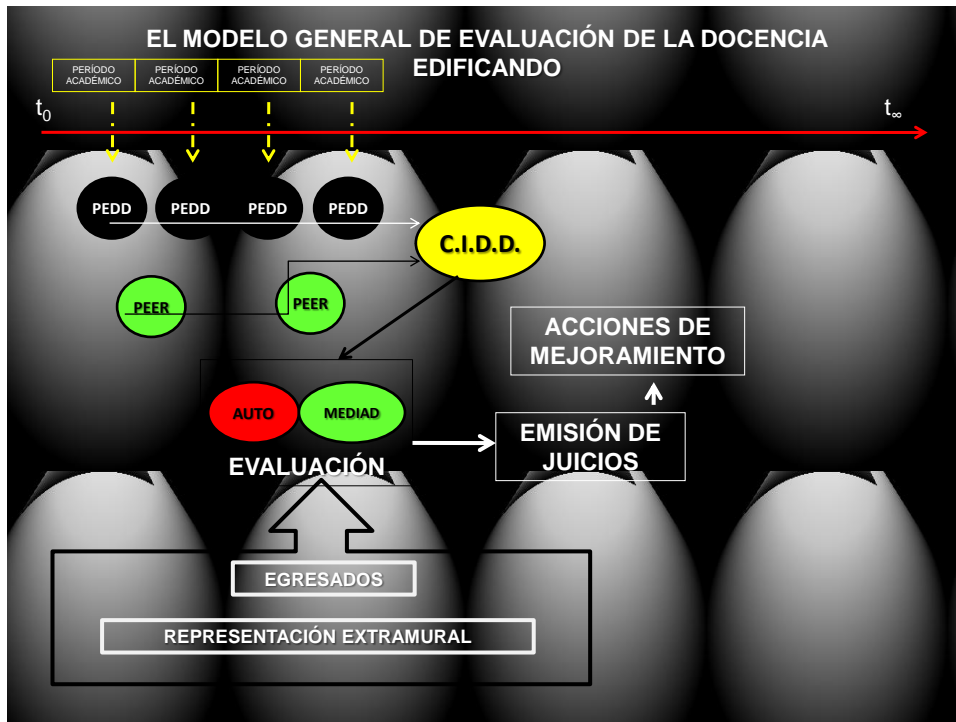 EL MODELO GENERAL DE EVALUACIÓN DE LA DOCENCIA
EDIFICANDO
PERÍODO
ACADÉMICO
PERÍODO
ACADÉMICO
PERÍODO
ACADÉMICO
PERÍODO
ACADÉMICO
t₀
t∞
PEDD
PEDD
PEDD
PEDD
C.I.D.D.
PEER
PEER
ACCIONES DE
MEJORAMIENTO
AUTO
MEDIAD
EVALUACIÓN
EMISIÓN DE
JUICIOS
EGRESADOS
REPRESENTACIÓN EXTRAMURAL